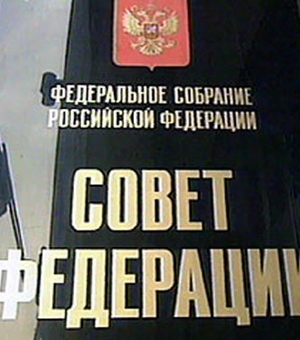 ФЕДЕРАЛЬНОЕ СОБРАНИЕ
РОССИЙСКОЙ ФЕДЕРАЦИИ
СОВЕТ
ФЕДЕРАЦИИ